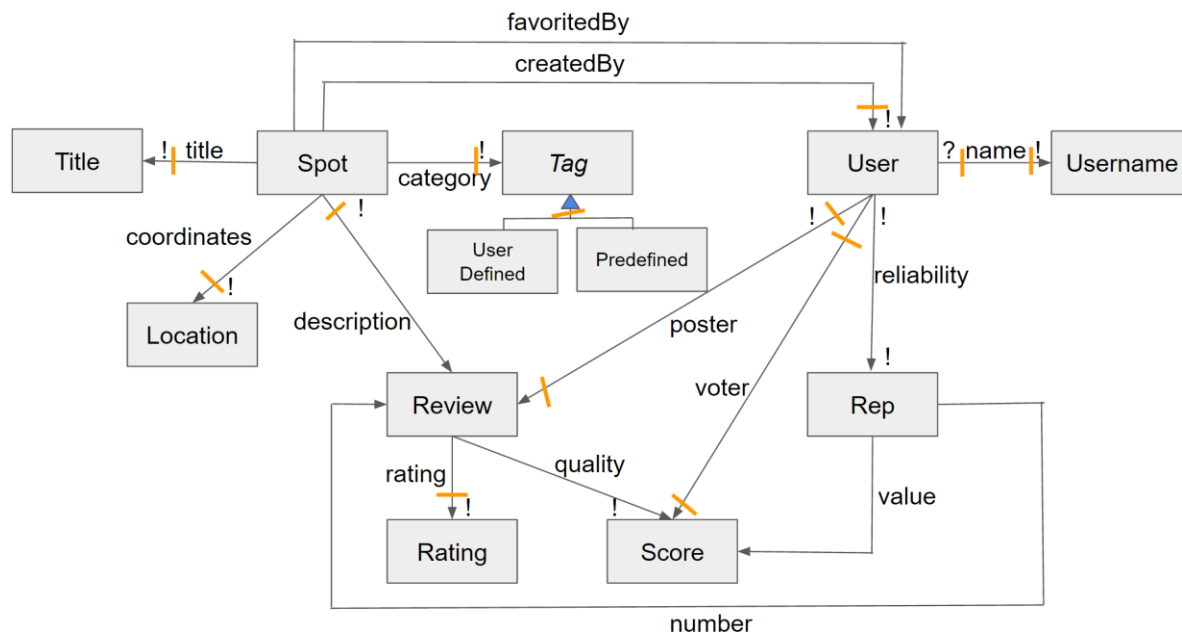 favoritedBy
createdBy
!
Title
! title
Spot
category
!
Tag
User
? name !
Username
coordinates
!
!
User
Defined
Predefined
!
!
reliability
Location
description
poster
voter
!
!
Review
Rep
rating
quality
value
!
!
Rating
Score
number